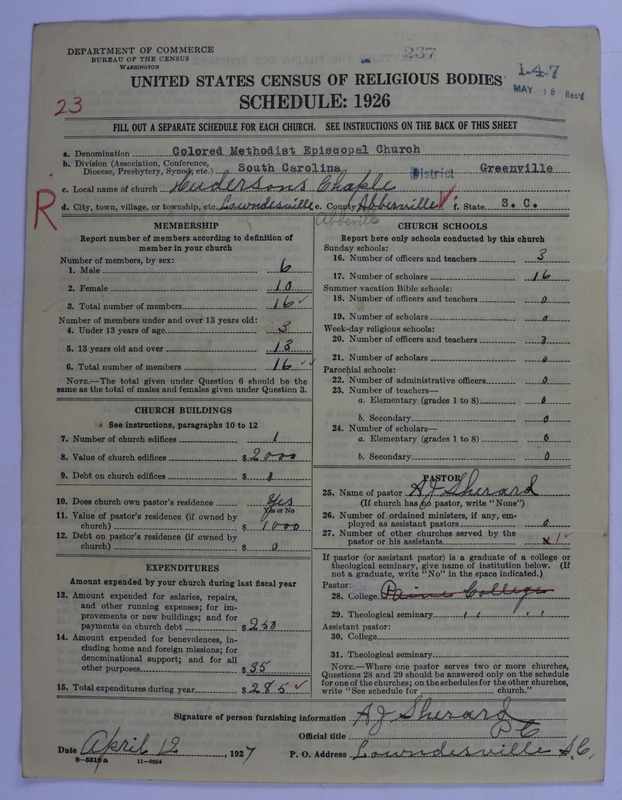 DEPARTMENT OF COMMERCE
BUREAU OF THE CENSUS
WASHINGTON
237
1-4-7
MAY 18 Rec'd
23
UNITED STATES CENSUS OF RELIGIOUS BODIES
SCHEDULE: 1926
FILL OUT A SEPARATE SCHEDULE FOR EACH CHURCH. SEE INSTRUCTIONS ON THE BACK OF THIS SHEET
a. Denomination Colored Methodist Episcopal Church
b. Division (Association, Conference, Diocese, Presbytery, Synod, etc.) South Carolina District Greenville
c. Local name of church Hudersons Chaple
R
d. City, town, village, or township, etc. Lowndesville e. County Abberville f. State S. C.
Abbeville
MEMBERSHIP
Report number of members according to definition of
member in your church
Number of members, by sex:
1. Male 6
2. Female 10
3. Total number of members 16
Number of members under and over 13 years old:
4. Under 13 years of age 3
5. 13 years old and over 13
6. Total number of members 16
NOTE.—The total given under Question 6 should be the
same as the total of males and females given under Question 3.
CHURCH BUILDINGS
See instructions, paragraphs 10 to 12
7. Number of church edifices 1
8. Value of church edifices $ 2000
9. Debt on church edifices $ 0
10. Does church own pastor's residence Yes
Yes or No
11. Value of pastor's residence (if owned by
church) $ 1000
12. Debt on pastor's residence (if owned by
church) $ 0
EXPENDITURES
Amount expended by your church during last fiscal year
13. Amount expended for salaries, repairs,
and other running expenses; for im-
provements or new buildings; and for
payments on church debt $ 250
14. Amount expended for benevolences, in-
cluding home and foreign missions; for
denominational support; and for all
other purposes $ 35
15. Total expenditures during year $ 285
CHURCH SCHOOLS
Report here only schools conducted by this church
Sunday schools:
16. Number of officers and teachers 3
17. Number of scholars 16
Summer vacation Bible schools:
18. Number of officers and teachers 0
19. Number of scholars 0
Week-day religious schools:
20. Number of officers and teachers
21. Number of scholars 0
Parochial schools:
22. Number of administrative officers 0
23. Number of teachers—
a. Elementary (grades 1 to 8) 0
b. Secondary 0
24. Number of scholars—
a. Elementary (grades 1 to 8) 0
b. Secondary 0
PASTOR
25. Name of pastor A J Sherard
(If church has no pastor, write "None")
26. Number of ordained ministers, if any, em-
ployed as assistant pastors 0
27. Number of other churches served by the
pastor or his assistants 1
If pastor (or assistant pastor) is a graduate of a college or
theological seminary, give name of institution below. (If
not a graduate, write "No" in the space indicated.)
Pastor:
28. College Paine College
29. Theological seminary " "
Assistant pastor:
30. College
31. Theological seminary
NOTE.—Where one pastor serves two or more churches,
Questions 28 and 29 should be answered only on the schedule
for one of the churches; on the schedules for the other churches,
write "See schedule for church."
Signature of person furnishing information A J Sherard
Official title P C
Date April 12, 1927
P. O. Address Lowndesville S.C.
8-5519a 11-9034